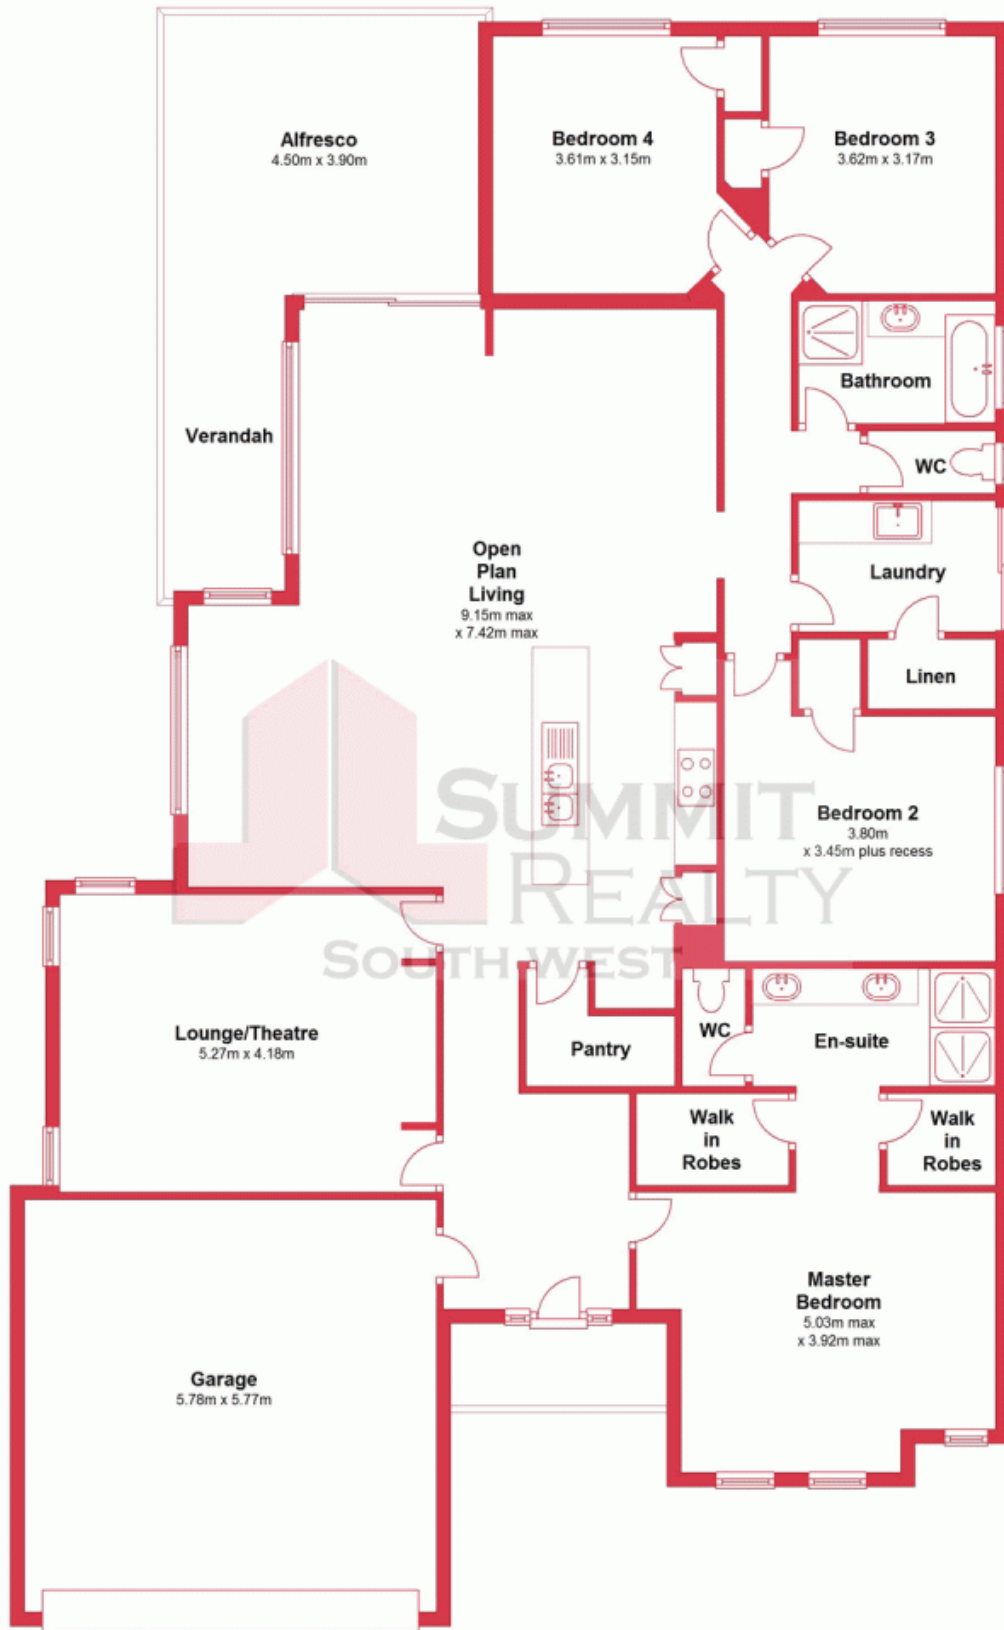 Alfresco
4.50m x 3.90m
Bedroom 4
3.61m x 3.15m
Bedroom 3
3.62m x 3.17m
Bathroom
Verandah
WC
Open
Plan
Living
9.15m max
x 7.42m max
Laundry
Linen
Bedroom 2
3.80m
x 3.45m plus recess
SUMMIT
REALTY
SOUTH WEST
Lounge/Theatre
5.27m x 4.18m
Pantry
WC
En-suite
Walk
in
Robes
Walk
in
Robes
Master
Bedroom
5.03m max
x 3.92m max
Garage
5.78m x 5.77m